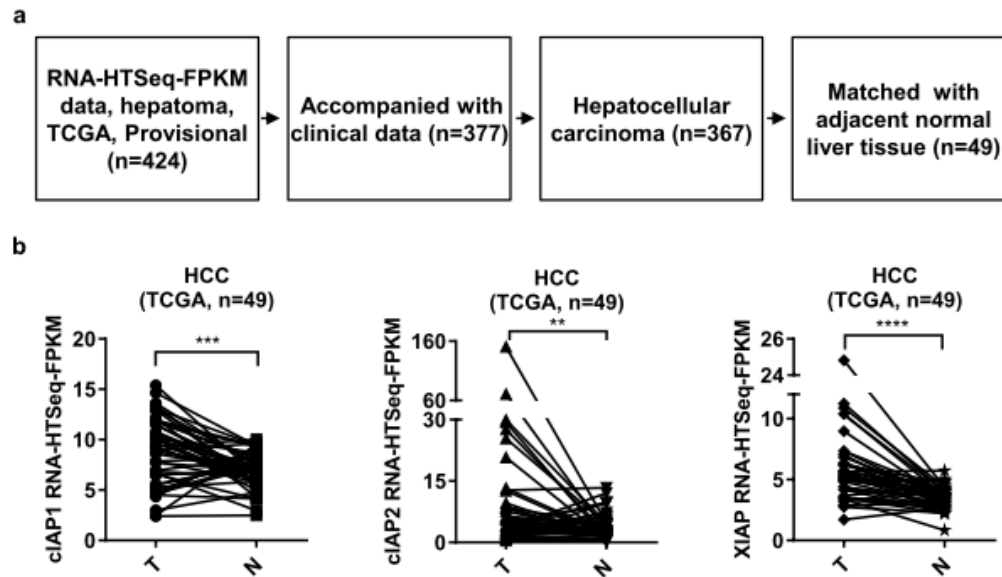 a
RNA-HTSeq-FPKM
data, hepatoma,
TCGA, Provisional
(n=424)
Accompanied with
clinical data (n=377)
Hepatocellular
carcinoma (n=367)
Matched with
adjacent normal
liver tissue (n=49)
b
HCC
(TCGA, n=49)
***
cIAP1 RNA-HTSeq-FPKM
20
15
10
5
0
T
N
HCC
(TCGA, n=49)
**
cIAP2 RNA-HTSeq-FPKM
160
60
30
15
0
T
N
HCC
(TCGA, n=49)
****
XIAP RNA-HTSeq-FPKM
26
24
10
5
0
T
N